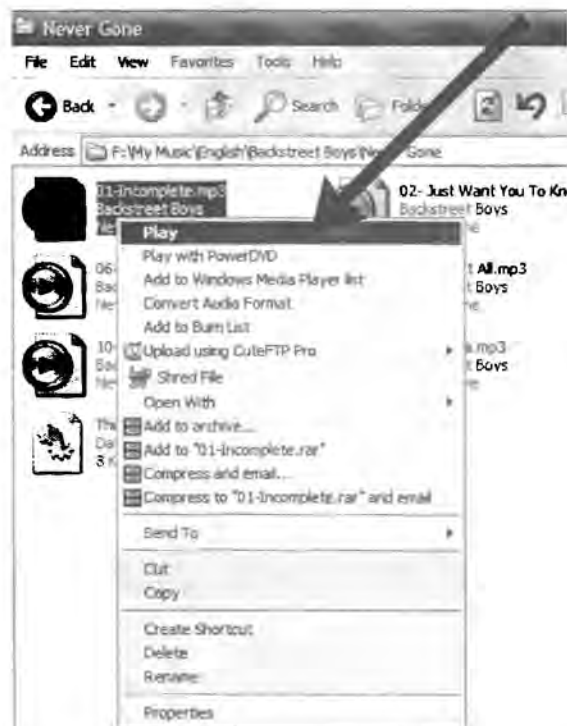 Never Gone
File Edit View Favorites Tools Help
Back Search
Address F:\My Music\English\Backstreet Boys\Never Gone
01-Incomplete.mp3
Backstreet Boys
02- Just Want You To Kno
Backstreet Boys
Play
Play with PowerDVD
Add to Windows Media Player list
Convert Audio Format
Add to Burn List
Upload using CuteFTP Pro
Shred File
Open With
Add to archive...
Add to "01-Incomplete.rar"
Compress and email...
Compress to "01-Incomplete.rar" and email
Send To
Cut
Copy
Create Shortcut
Delete
Rename
Properties
06-
t All.mp3
t Boys
10-
.mp3
t Boys